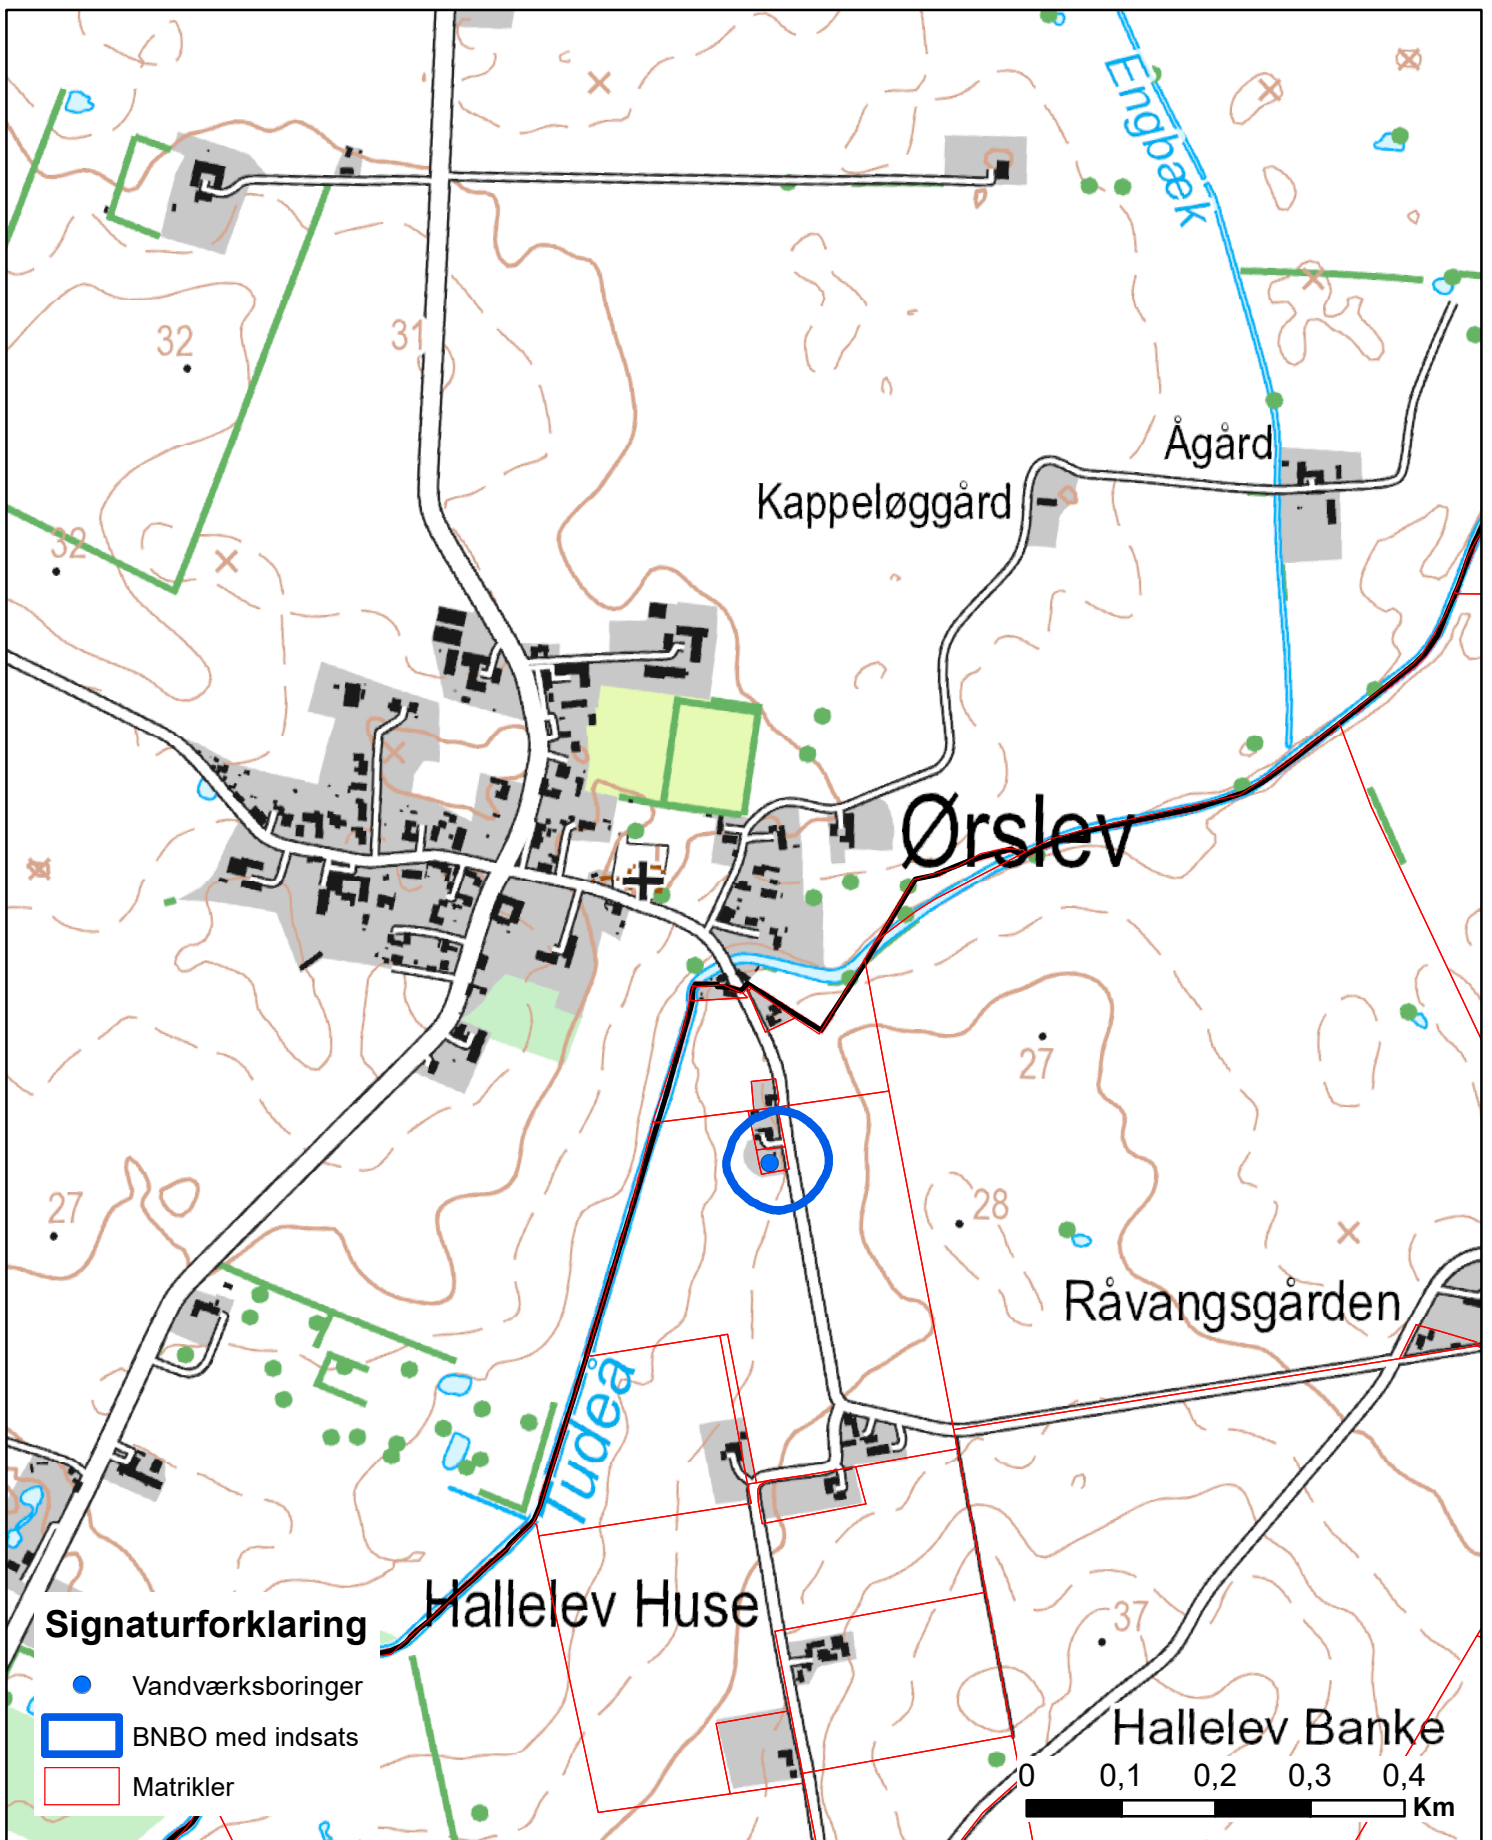 Engbæk
32
31
Ågård
Kappeløggård
32
Ørslev
27
27
28
Råvangsgården
Tudeå
Hallelev Huse
37
Hallelev Banke
Signaturforklaring
Vandværksboringer
BNBO med indsats
Matrikler
0 0,1 0,2 0,3 0,4
Km